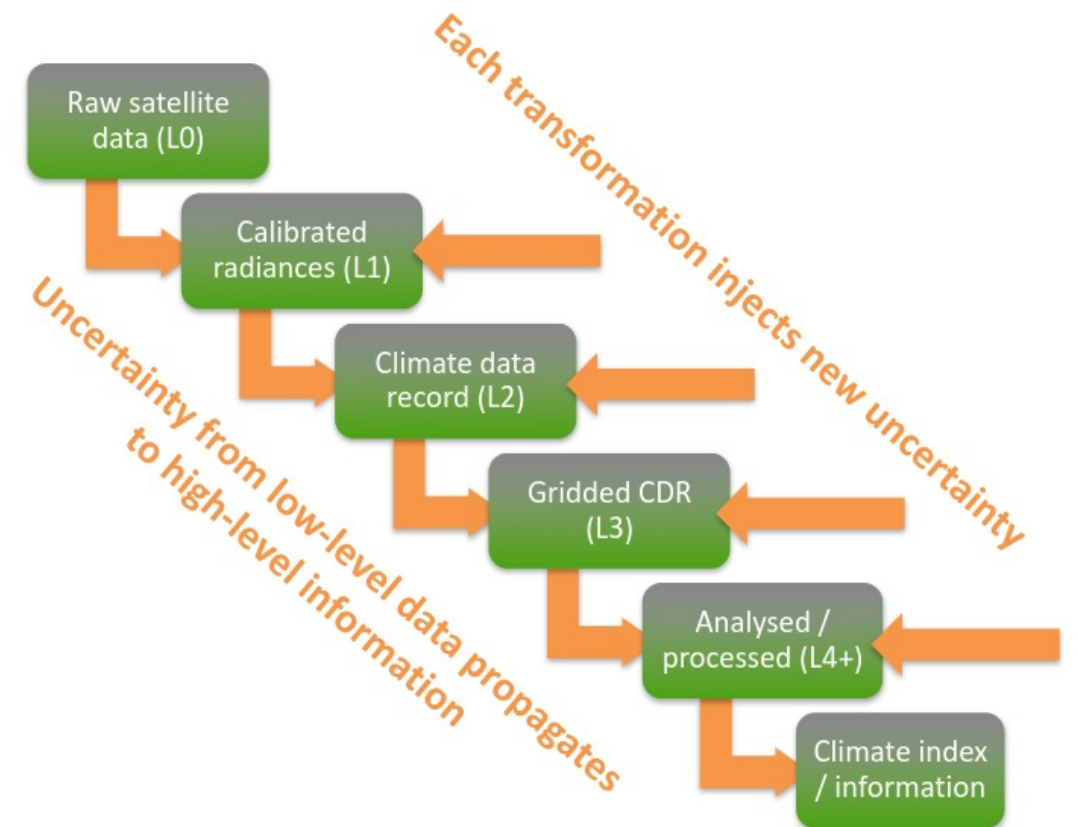 Each transformation injects new uncertainty
Raw satellite
data (L0)
Calibrated
radiances (L1)
Climate data
record (L2)
Gridded CDR
(L3)
Analysed /
processed (L4+)
Climate index
/ information
Uncertainty from low-level data propagates
to high-level information